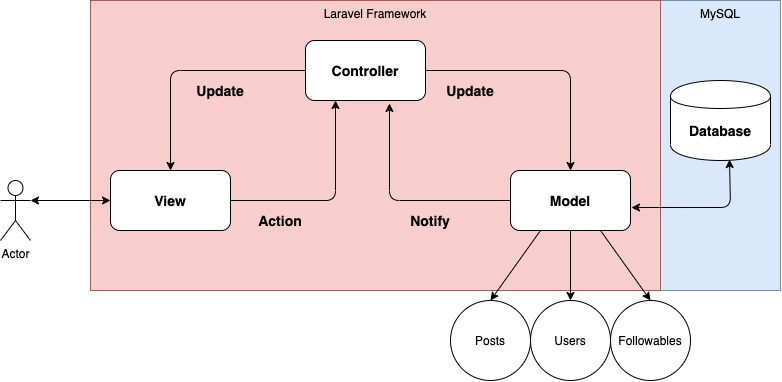 Laravel Framework
MySQL
Controller
Update
Update
Database
View
Model
Action
Notify
Actor
Posts
Users
Followables